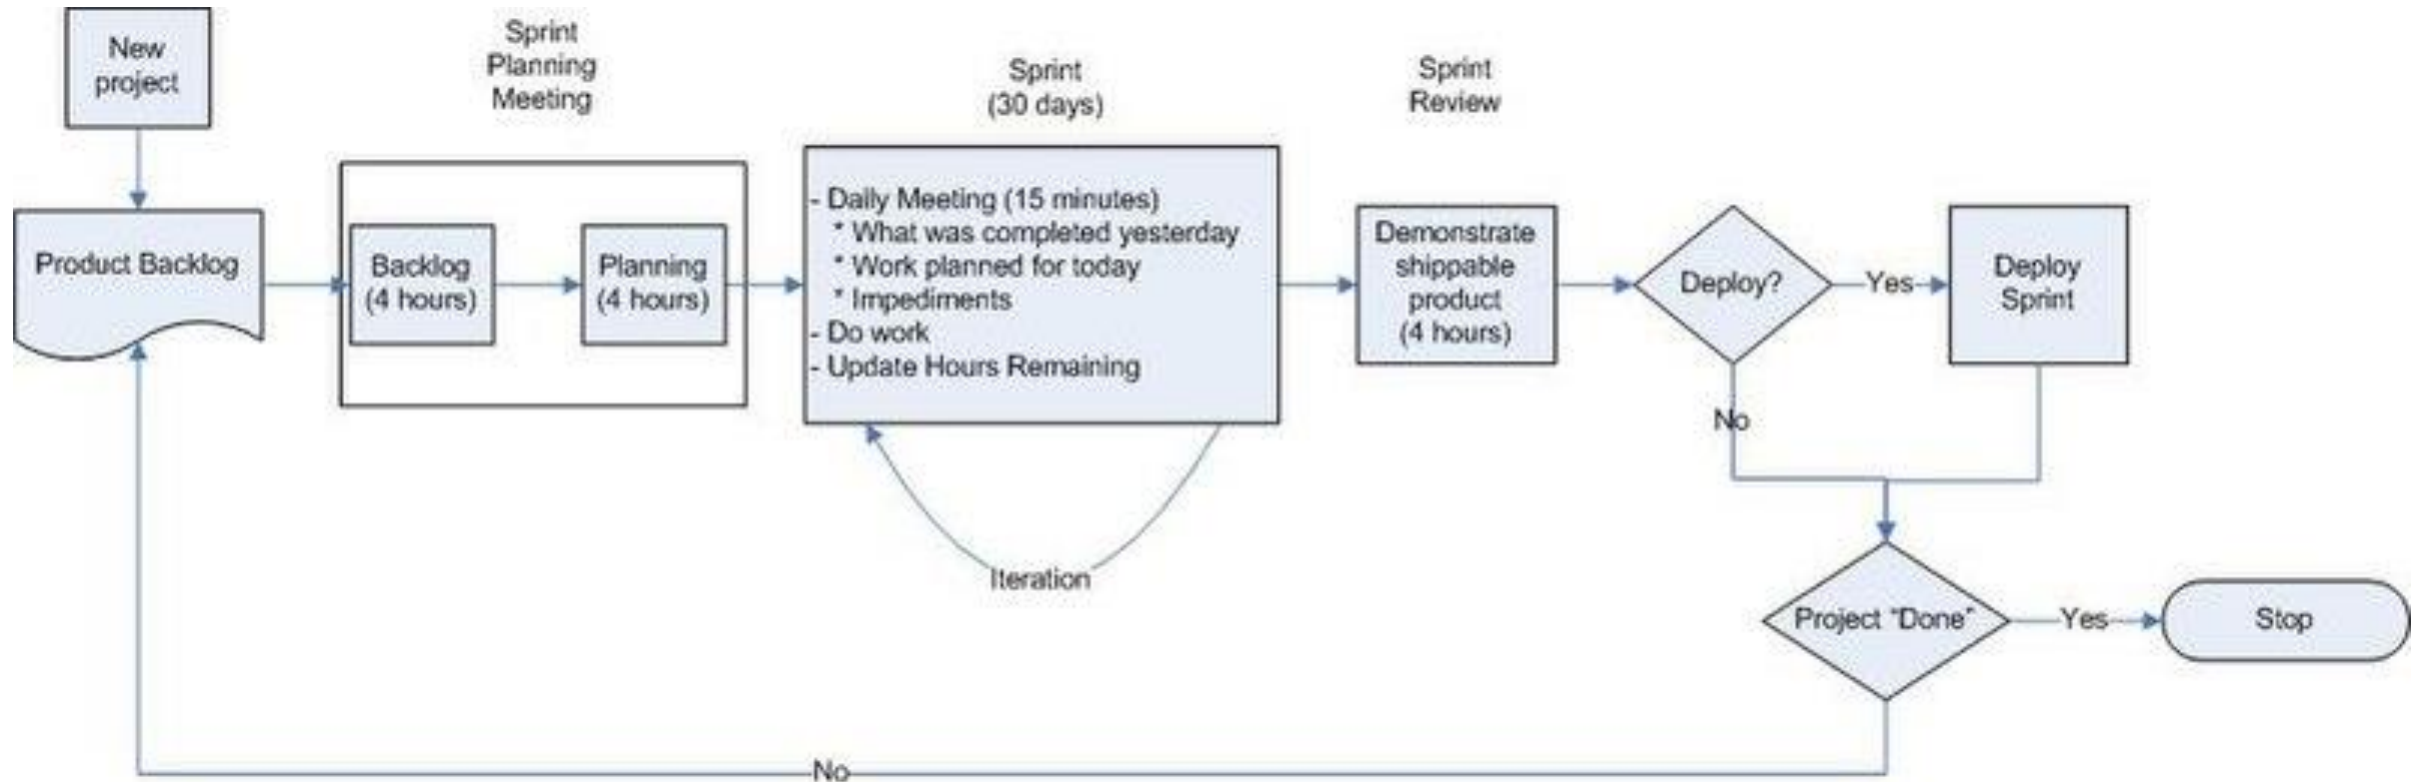 New
project
Sprint
Planning
Meeting
Sprint
(30 days)
Sprint
Review
Product Backlog
Backlog
(4 hours)
Planning
(4 hours)
- Daily Meeting (15 minutes)
* What was completed yesterday
* Work planned for today
* Impediments
- Do work
- Update Hours Remaining
Demonstrate
shippable
product
(4 hours)
Deploy?
Yes
Deploy
Sprint
No
Iteration
Project "Done"
Yes
Stop
No